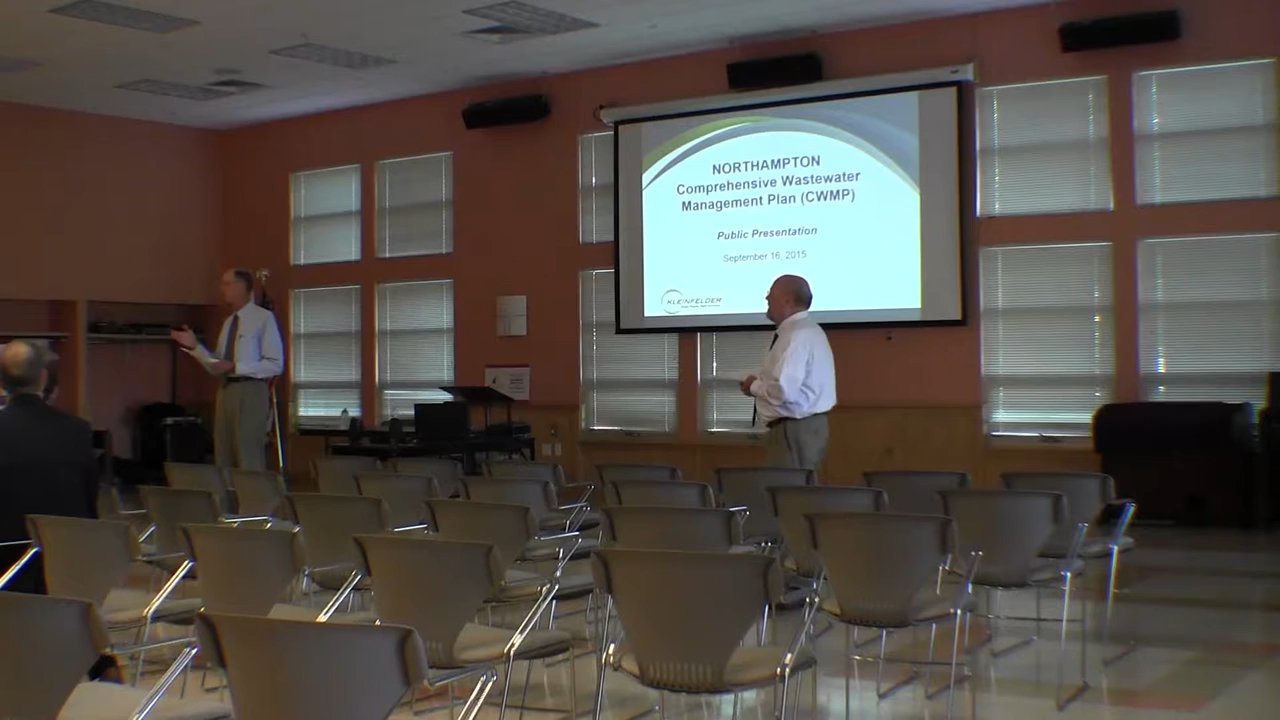 NORTHAMPTON
Comprehensive Wastewater
Management Plan (CWMP)
Public Presentation
September 16, 2015
KLEINFELDER